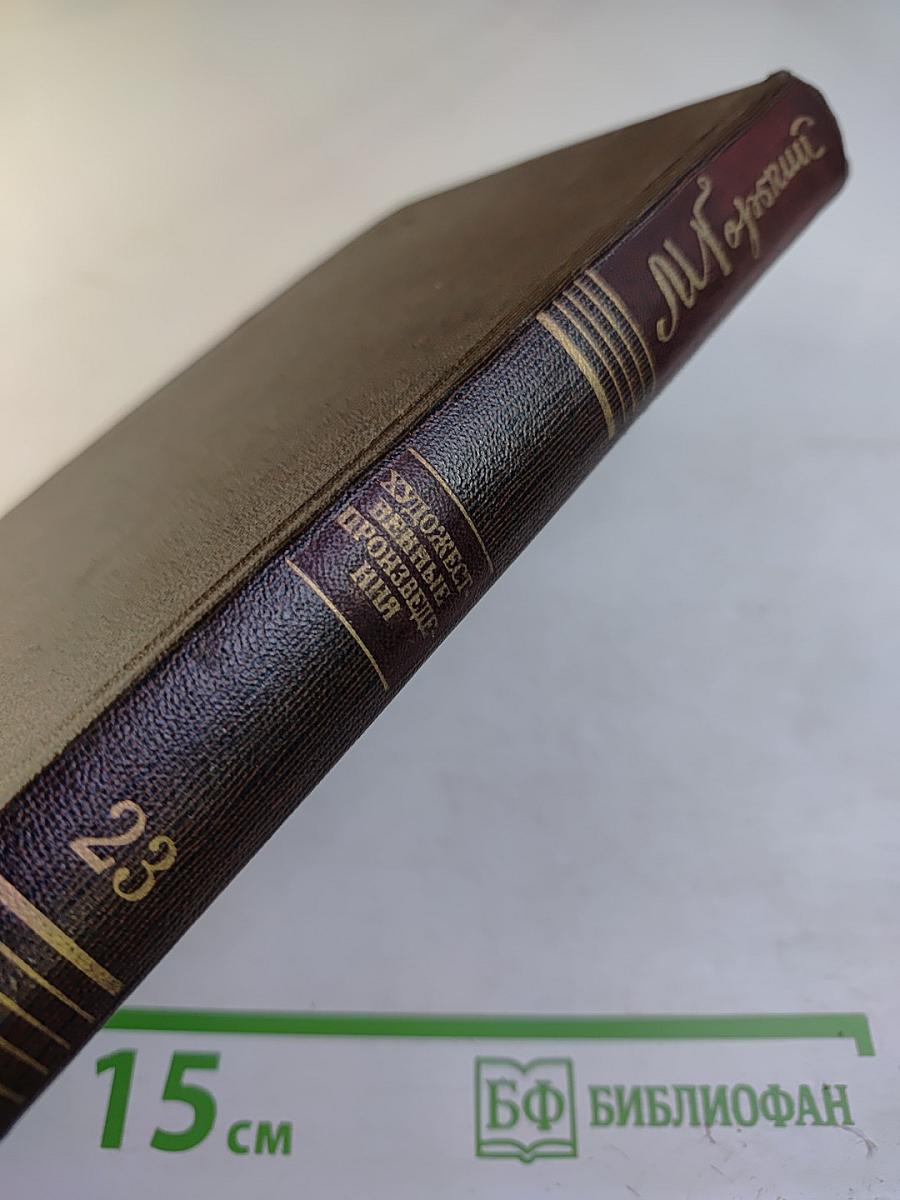 М Горький
ХУДОЖЕСТ
ВЕННЫЕ
ПРОИЗВЕДЕ-
НИЯ
23
15 см
БФ БИБЛИОФАН